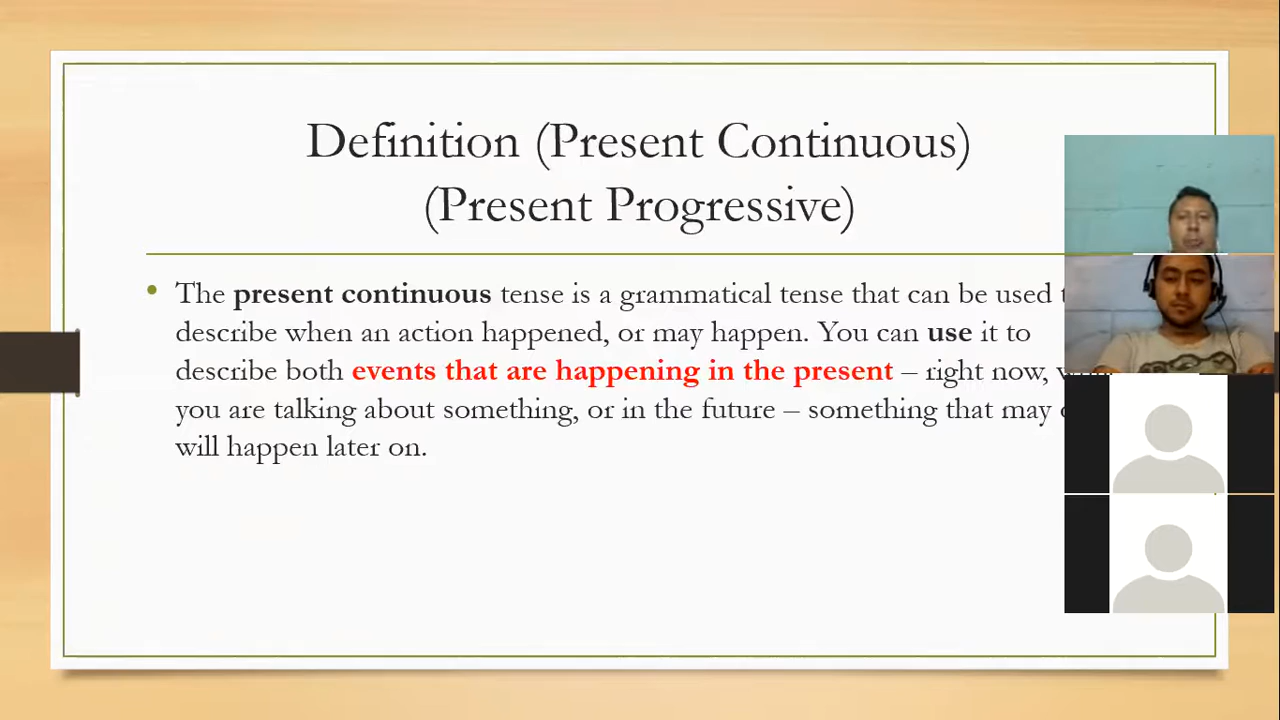 Definition (Present Continuous)
(Present Progressive)
• The present continuous tense is a grammatical tense that can be used
describe when an action happened, or may happen. You can use it to
describe both events that are happening in the present – right now,
you are talking about something, or in the future – something that may
will happen later on.